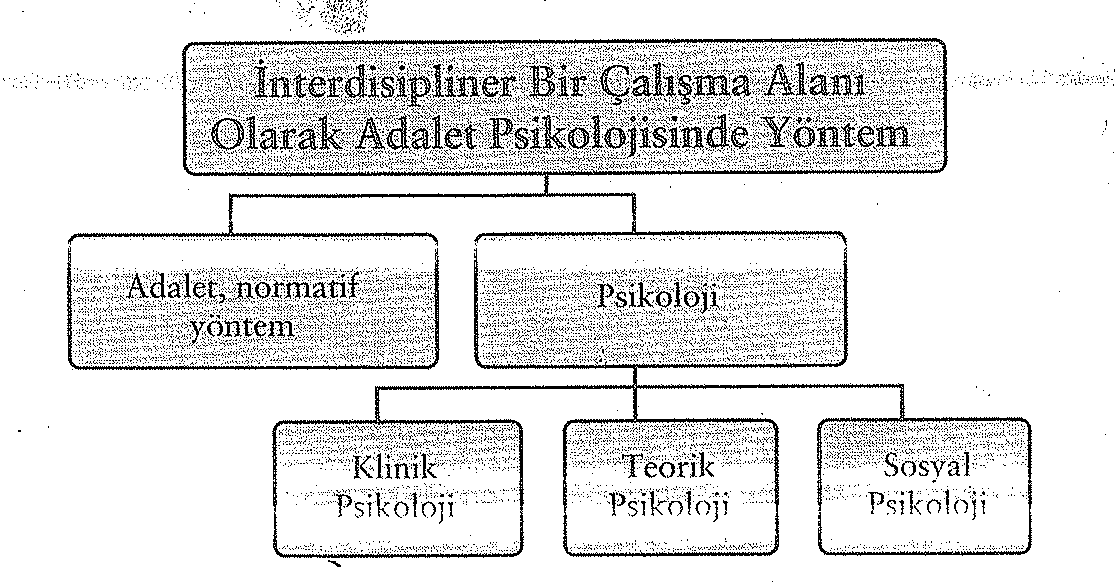 İnterdisipliner Bir Çalışma Alanı
Olarak Adalet Psikolojisinde Yöntem
Adalet, normatif
yöntem
Psikoloji
Klinik
Psikoloji
Teorik
Psikoloji
Sosyal
Psikoloji